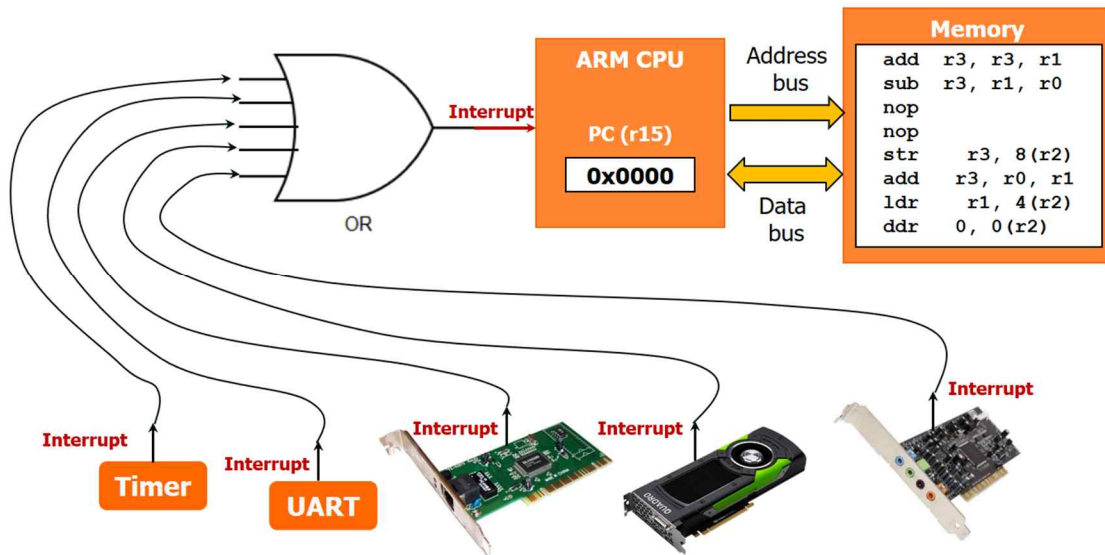 OR
Interrupt
ARM CPU
PC (r15)
0x0000
Address
bus
Data
bus
Memory
add r3, r3, r1
sub r3, r1, r0
nop
nop
str r3, 8(r2)
add r3, r0, r1
ldr r1, 4(r2)
ddr 0, 0(r2)
Interrupt
Timer
Interrupt
UART
Interrupt
Interrupt
QUADRO
Interrupt